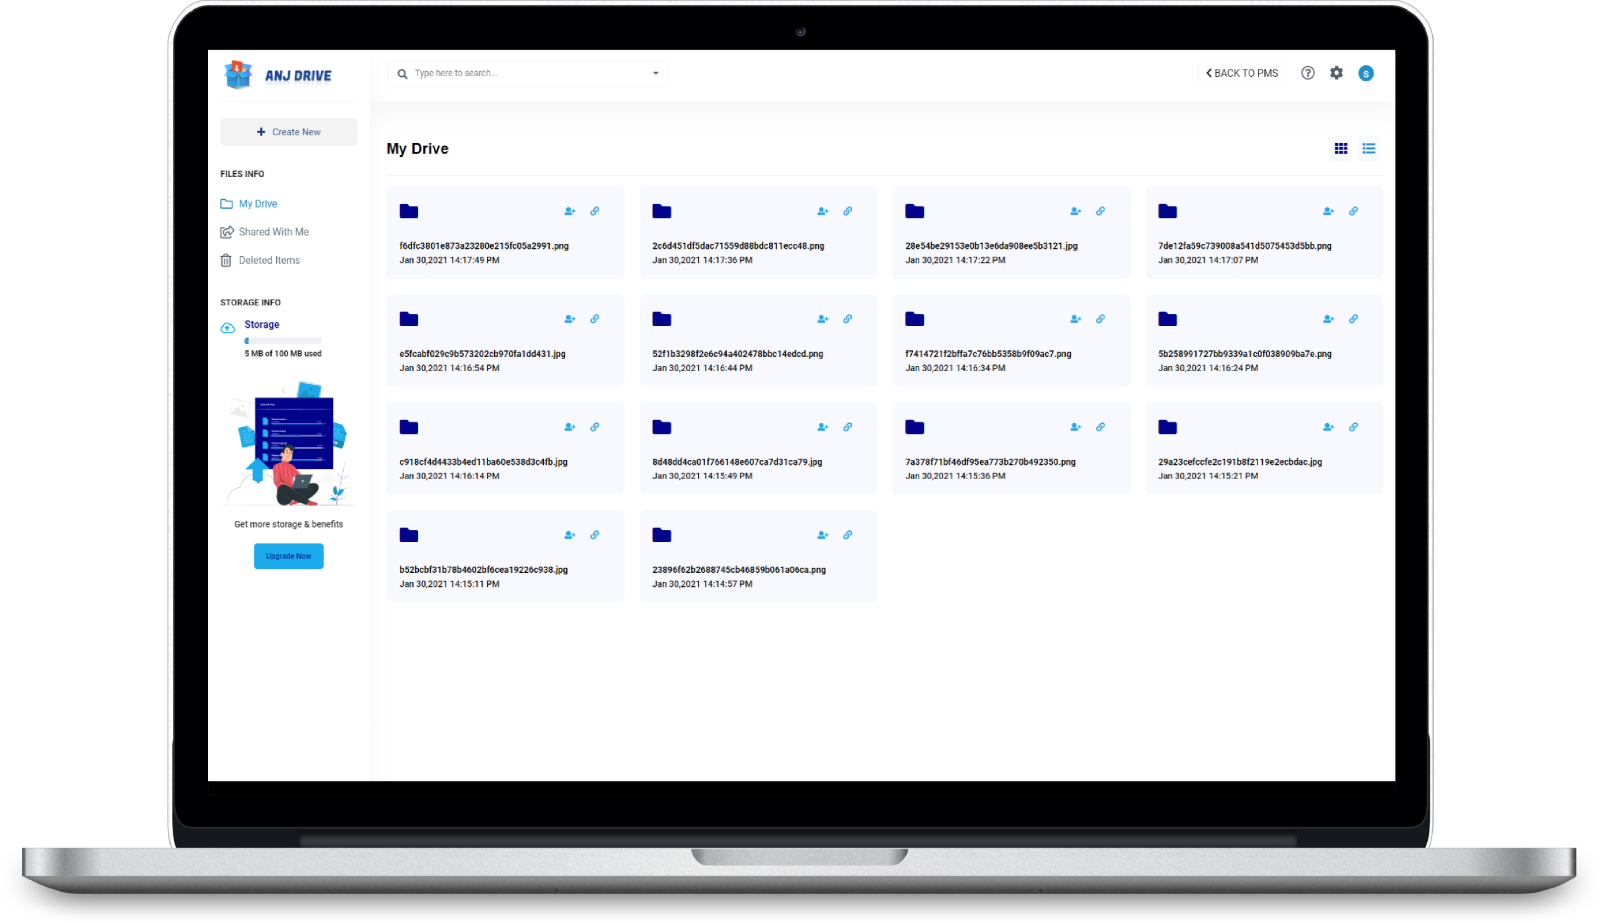 ANJ DRIVE
Type here to search...
BACK TO PMS
S
Create New
My Drive
FILES INFO
My Drive
Shared With Me
Deleted Items
STORAGE INFO
Storage
5 MB of 100 MB used
Get more storage & benefits
Upgrade Now
f6dfc3801e873a23280e215fc05a2991.png
Jan 30,2021 14:17:49 PM
2c6d451df5dac71559d88bdc811ecc48.png
Jan 30,2021 14:17:36 PM
28e54be29153e0b13e6da908ee5b3121.jpg
Jan 30,2021 14:17:22 PM
7de12fa59c739008a541d5075453d5bb.png
Jan 30,2021 14:17:07 PM
e5fcabf029c9b573202cb970fa1dd431.jpg
Jan 30,2021 14:16:54 PM
52f1b3298f2e6c94a402478bbc14edcd.png
Jan 30,2021 14:16:44 PM
f7414721f2bffa7c76bb5358b9f09ac7.png
Jan 30,2021 14:16:34 PM
5b258991727bb9339a1c0f038909ba7e.png
Jan 30,2021 14:16:24 PM
c918cf4d4433b4ed11ba60e538d3c4fb.jpg
Jan 30,2021 14:16:14 PM
8d48dd4ca01f766148e607ca7d31ca79.jpg
Jan 30,2021 14:15:49 PM
7a378f71bf46df95ea773b270b492350.png
Jan 30,2021 14:15:36 PM
29a23cefccfe2c191b8f2119e2ecbdac.jpg
Jan 30,2021 14:15:21 PM
b52bcbf31b78b4602bf6cea19226c938.jpg
Jan 30,2021 14:15:11 PM
23896f62b2688745cb46859b061a06ca.png
Jan 30,2021 14:14:57 PM